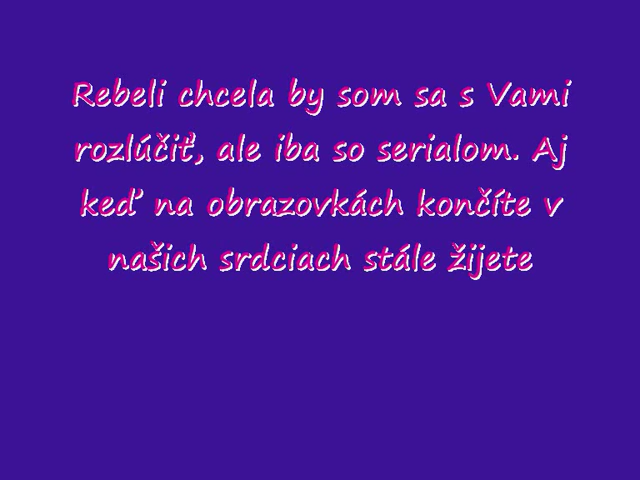 Rebeli chcela by som sa s Vami
rozlúčiť, ale iba so serialom. Aj
keď na obrazovkách končíte v
našich srdciach stále žijete